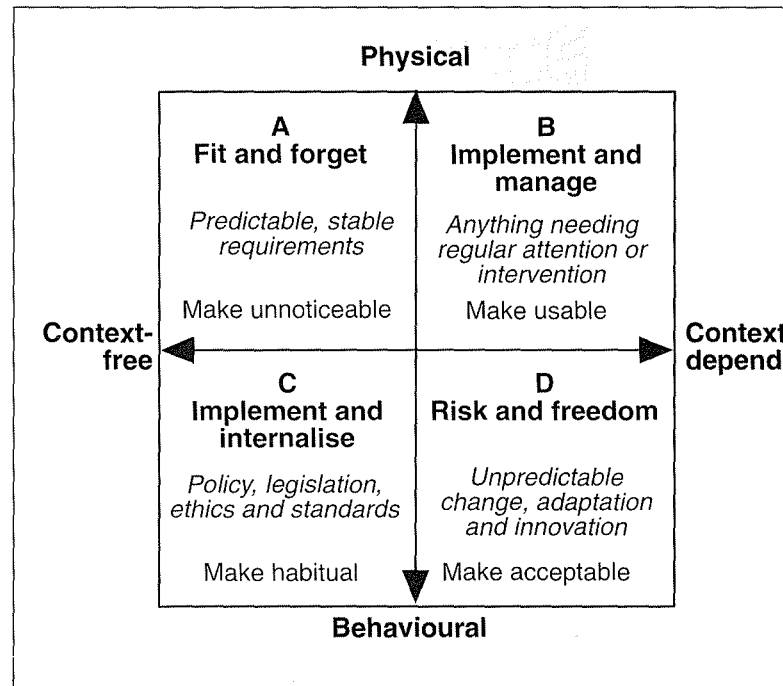 Physical
A
Fit and forget
Predictable, stable
requirements
Make unnoticeable
B
Implement and
manage
Anything needing
regular attention or
intervention
Make usable
Context-
free
Context
depend
C
Implement and
internalise
Policy, legislation,
ethics and standards
Make habitual
D
Risk and freedom
Unpredictable
change, adaptation
and innovation
Make acceptable
Behavioural